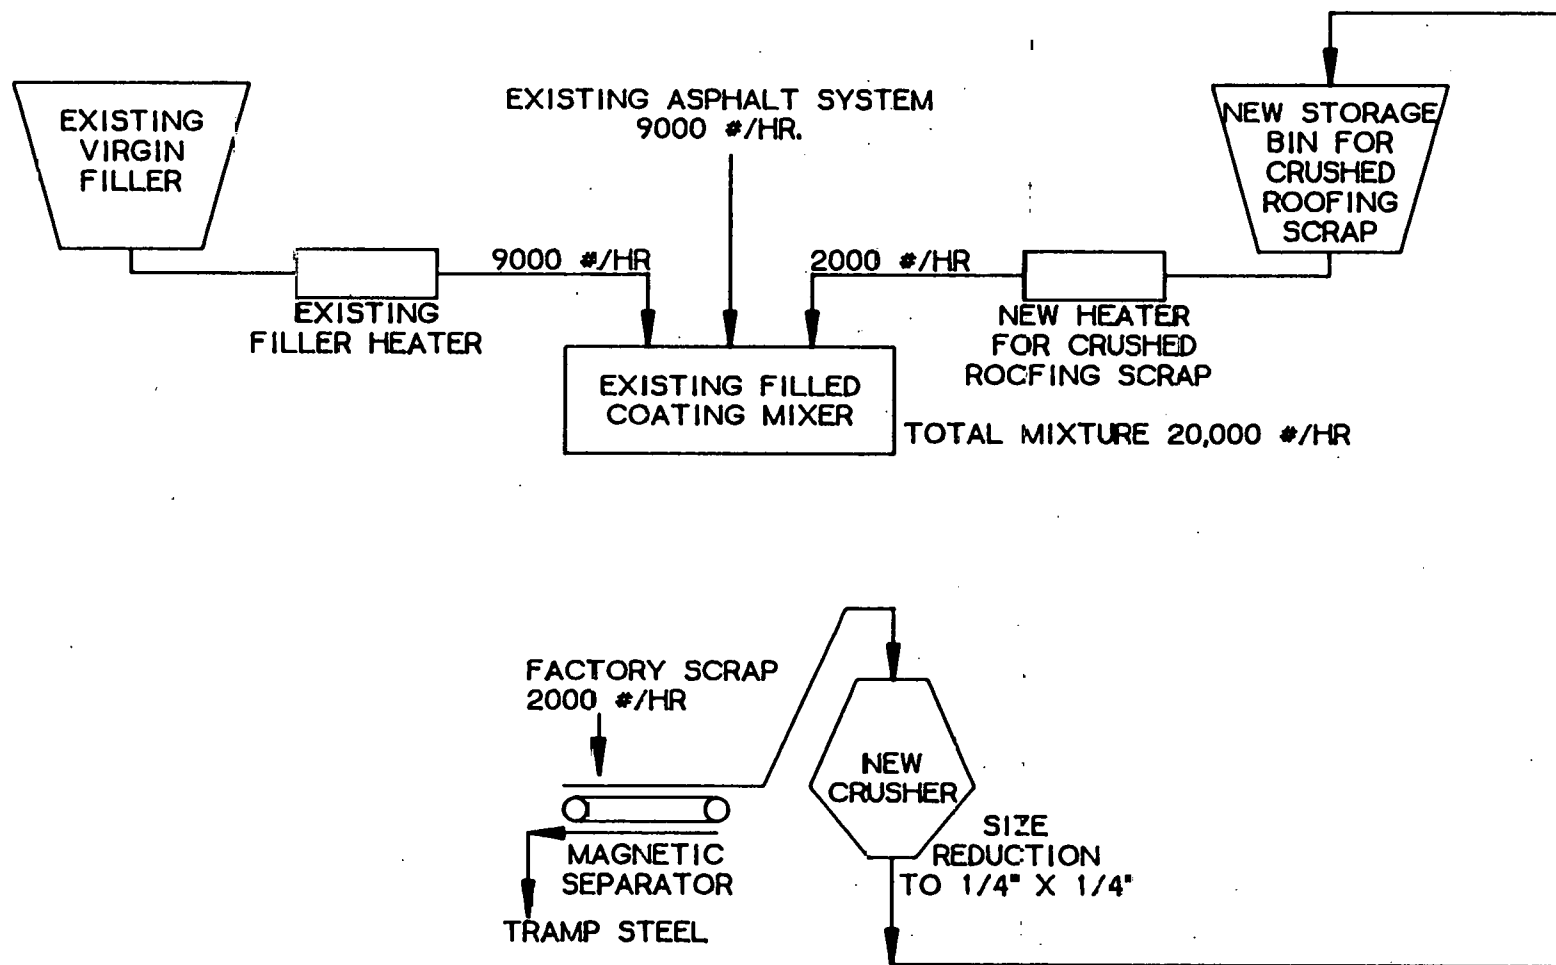 EXISTING
VIRGIN
FILLER
EXISTING ASPHALT SYSTEM
9000 #/HR.
NEW STORAGE
BIN FOR
CRUSHED
ROOFING
SCRAP
9000 #/HR
2000 #/HR
EXISTING
FILLER HEATER
NEW HEATER
FOR CRUSHED
ROOFING SCRAP
EXISTING FILLED
COATING MIXER
TOTAL MIXTURE 20,000 #/HR
FACTORY SCRAP
2000 #/HR
NEW
CRUSHER
SIZE
REDUCTION
TO 1/4" X 1/4"
MAGNETIC
SEPARATOR
TRAMP STEEL